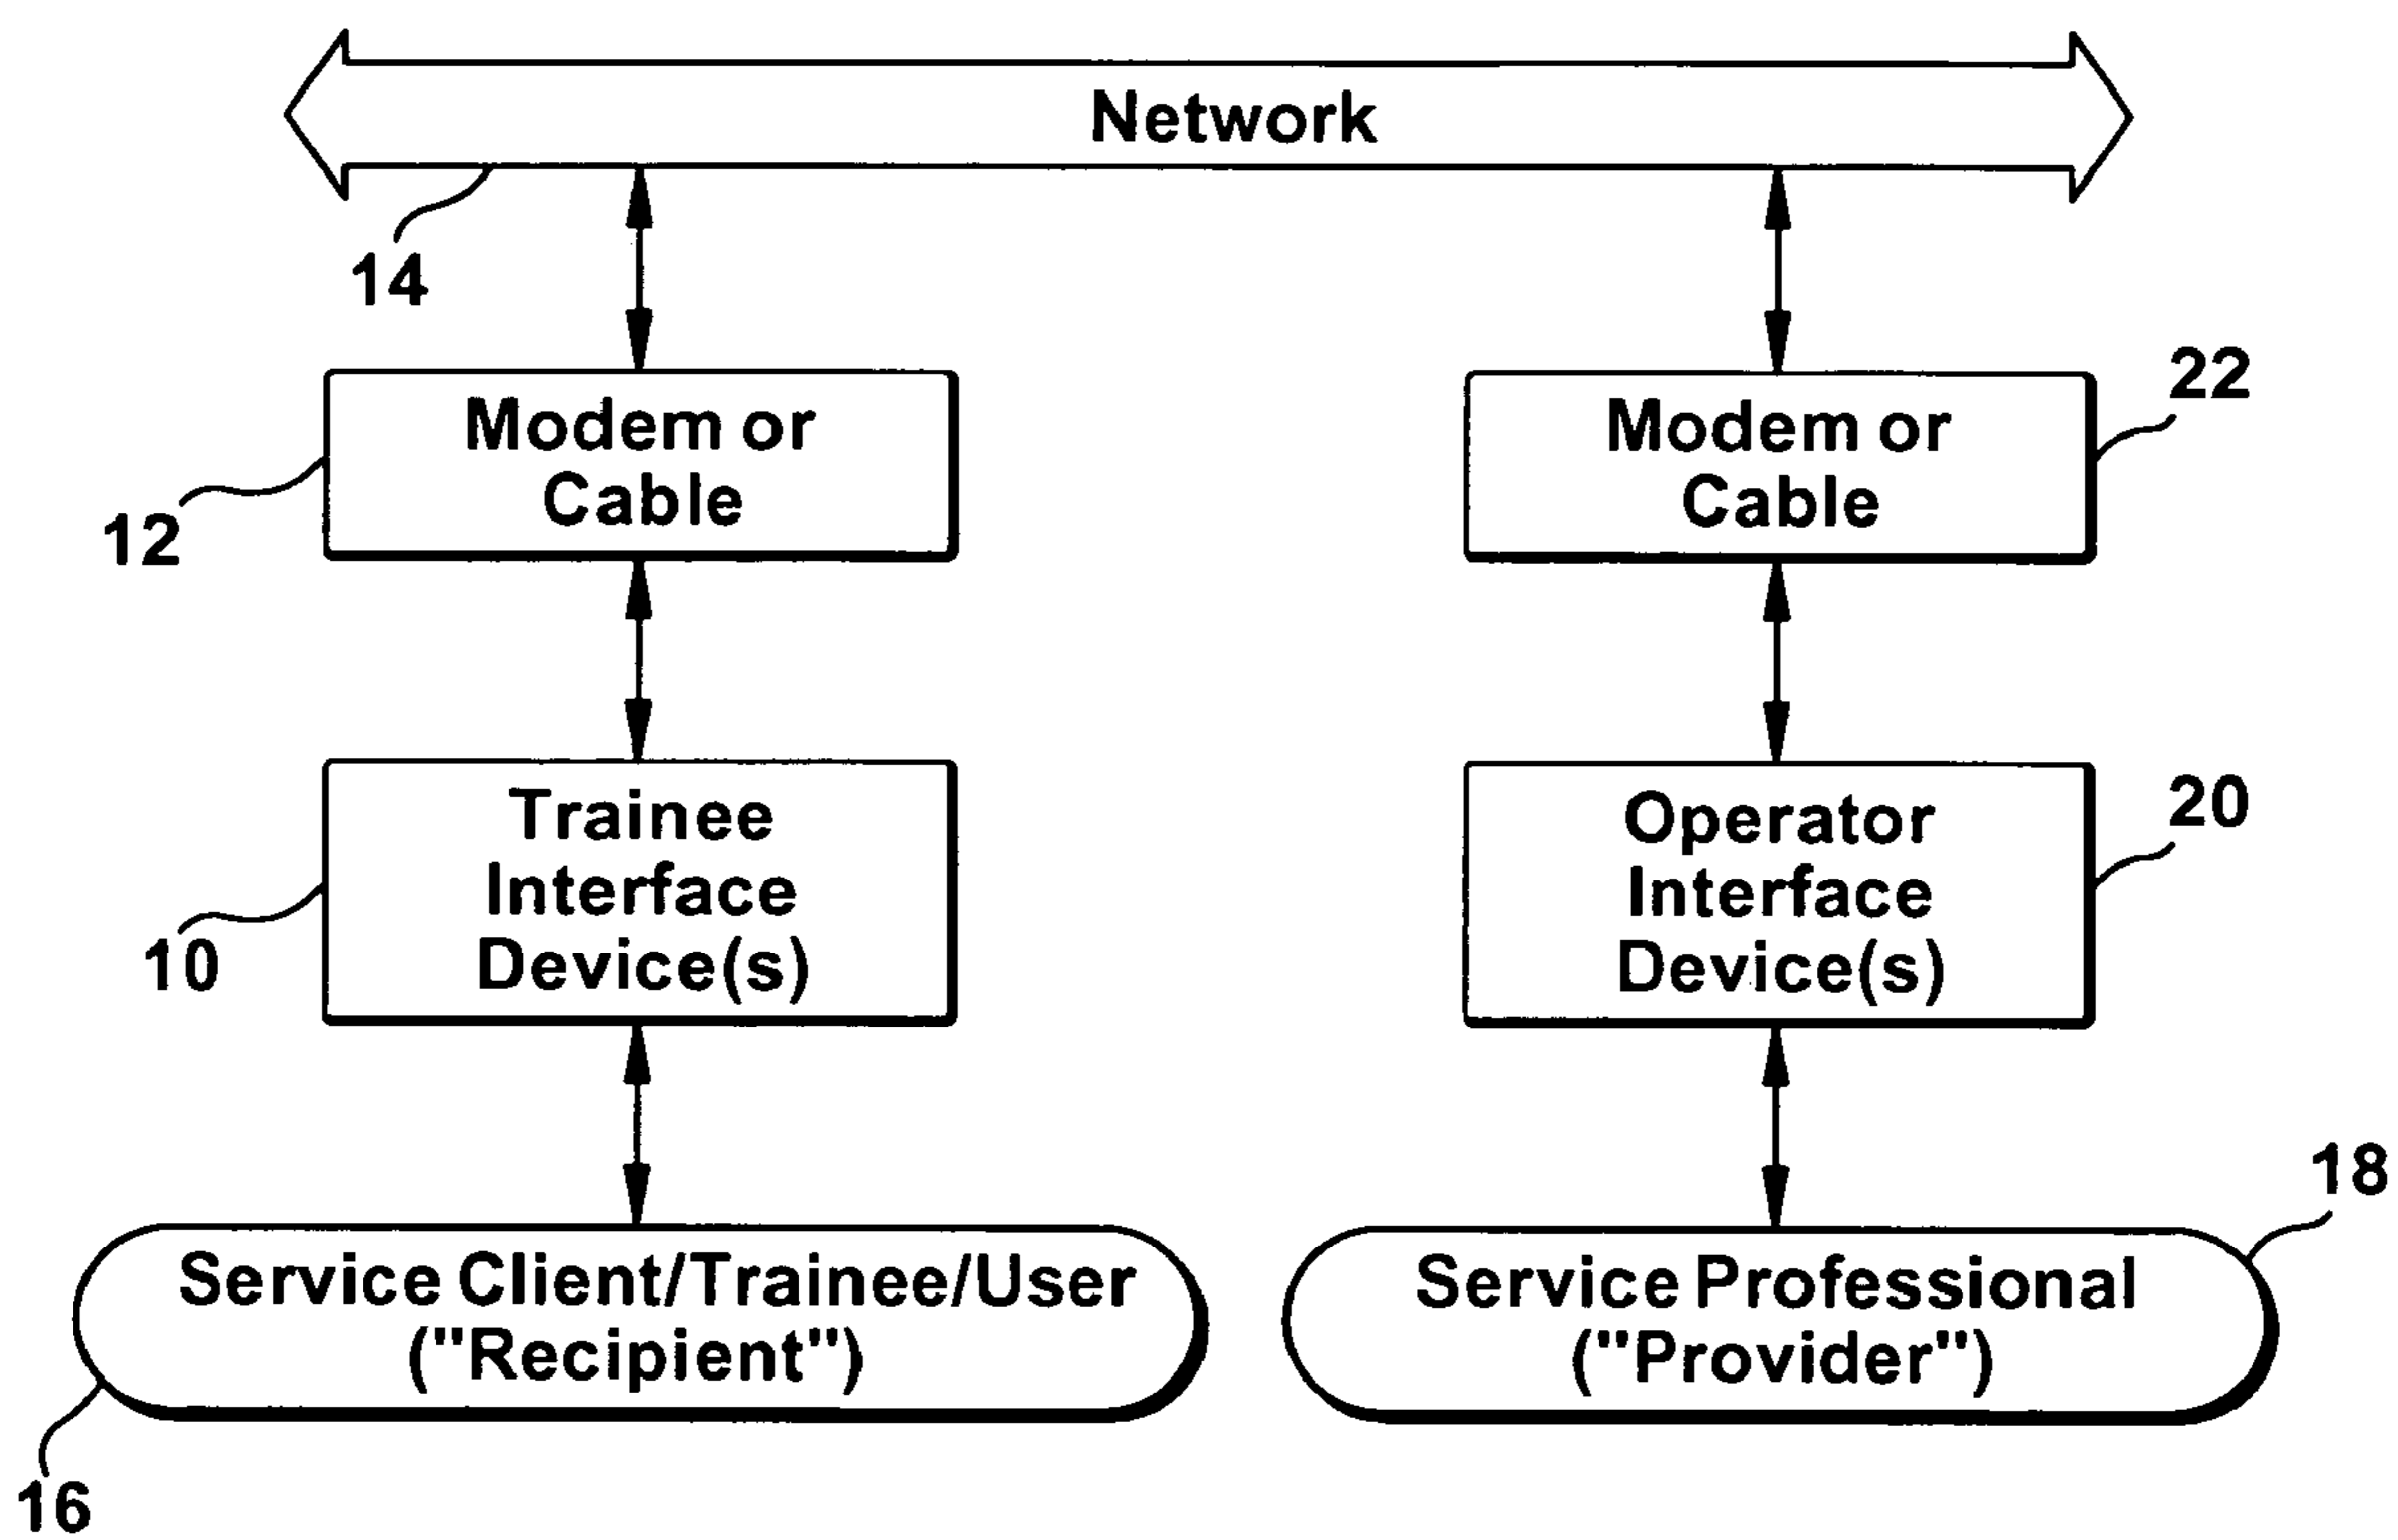 Network
14
Modem or
Cable
12
Modem or
Cable
22
Trainee
Interface
Device(s)
10
Operator
Interface
Device(s)
20
Service Client/Trainee/User
("Recipient")
16
Service Professional
("Provider")
18